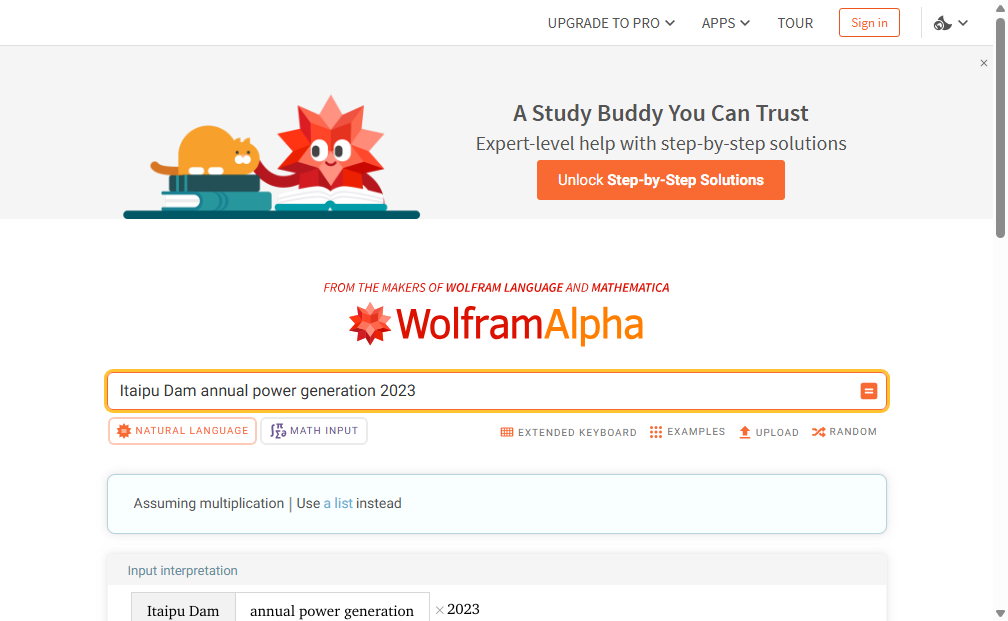 UPGRADE TO PRO APPS TOUR Sign in
A Study Buddy You Can Trust
Expert-level help with step-by-step solutions
Unlock Step-by-Step Solutions
FROM THE MAKERS OF WOLFRAM LANGUAGE AND MATHEMATICA
WolframAlpha
Itaipu Dam annual power generation 2023
NATURAL LANGUAGE MATH INPUT EXTENDED KEYBOARD EXAMPLES UPLOAD RANDOM
Assuming multiplication | Use a list instead
Input interpretation
Itaipu Dam annual power generation × 2023